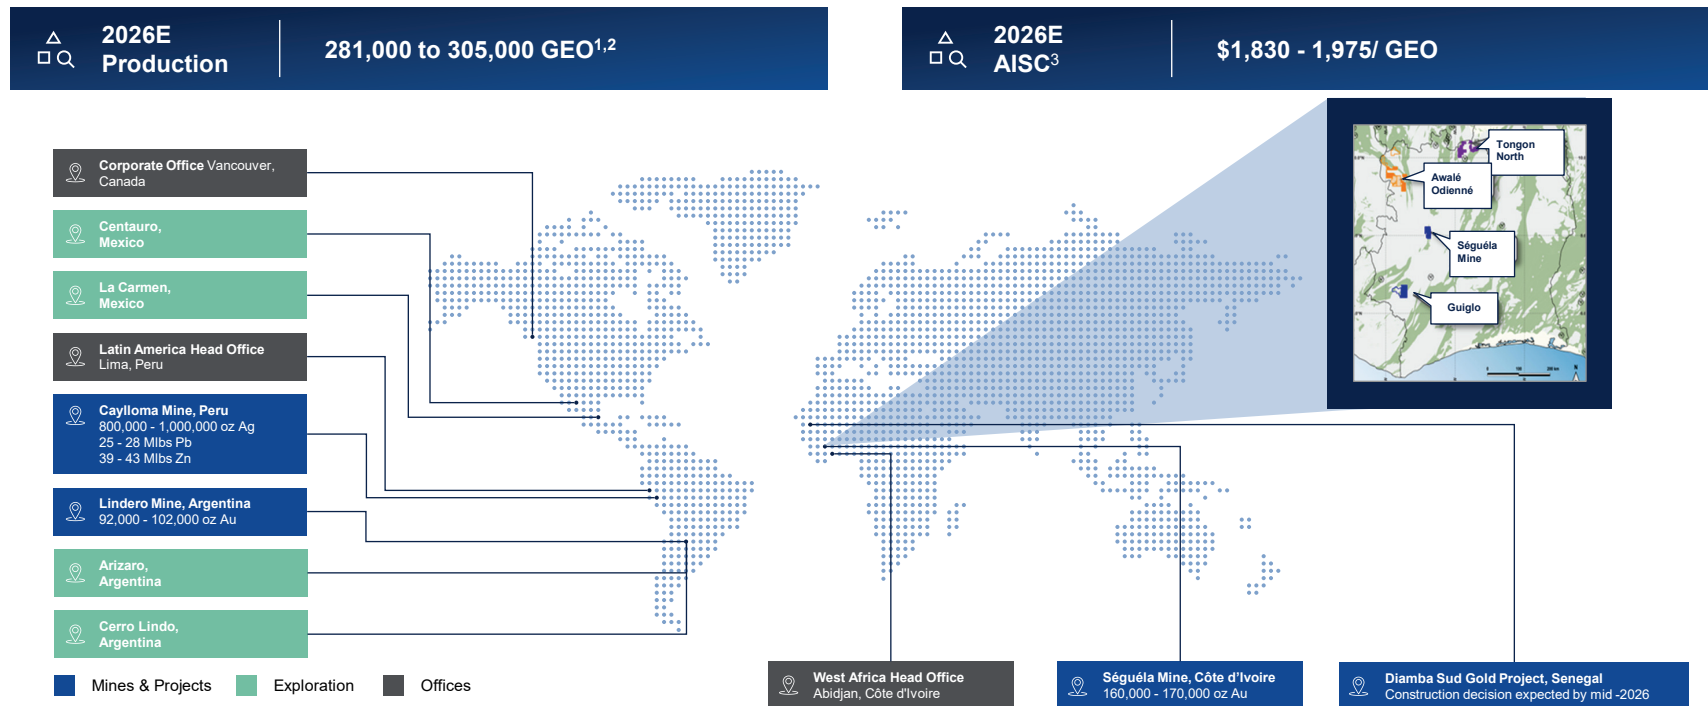 2026E
Production
281,000 to 305,000 GEO1,2
2026E
AISC3
$1,830 - 1,975/ GEO
Corporate Office Vancouver,
Canada
Centauro,
Mexico
La Carmen,
Mexico
Latin America Head Office
Lima, Peru
Caylloma Mine, Peru
800,000 - 1,000,000 oz Ag
25 - 28 Mlbs Pb
39 - 43 Mlbs Zn
Lindero Mine, Argentina
92,000 - 102,000 oz Au
Arizaro,
Argentina
Cerro Lindo,
Argentina
Mines & Projects
Exploration
Offices
Tongon
North
Awalé
Odienné
Séguéla
Mine
Guiglo
N
West Africa Head Office
Abidjan, Côte d'Ivoire
Séguéla Mine, Côte d'Ivoire
160,000 - 170,000 oz Au
Diamba Sud Gold Project, Senegal
Construction decision expected by mid -2026